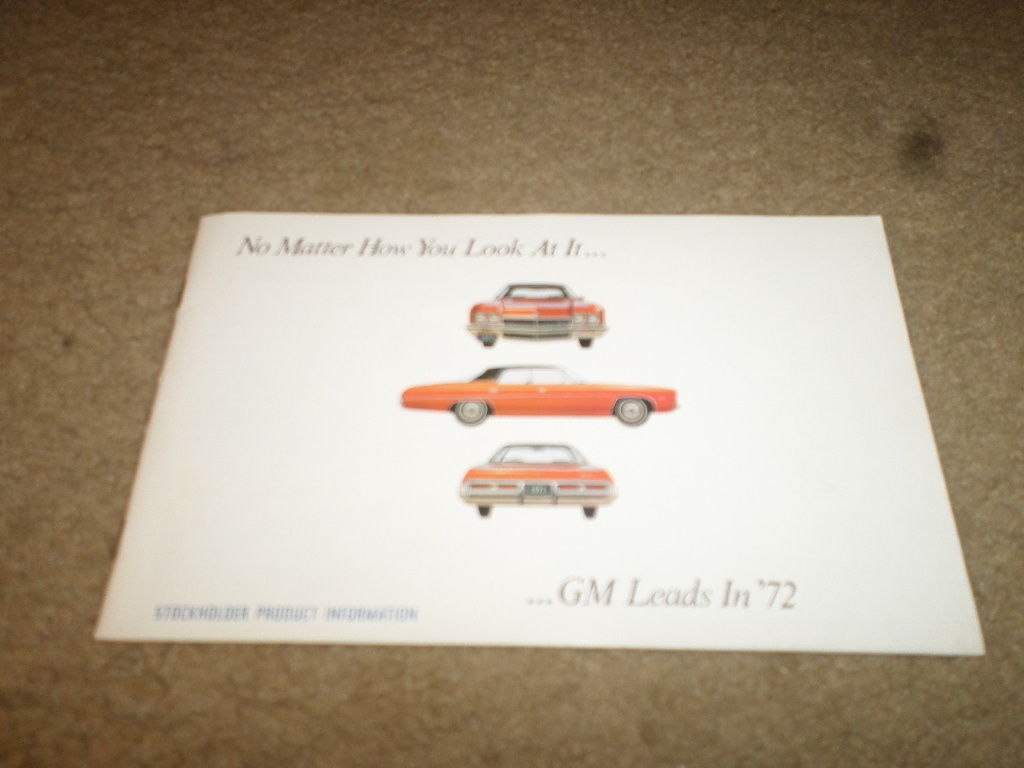 No Matter How You Look At It...
...GM Leads In '72
STOCKHOLDER PRODUCT INFORMATION